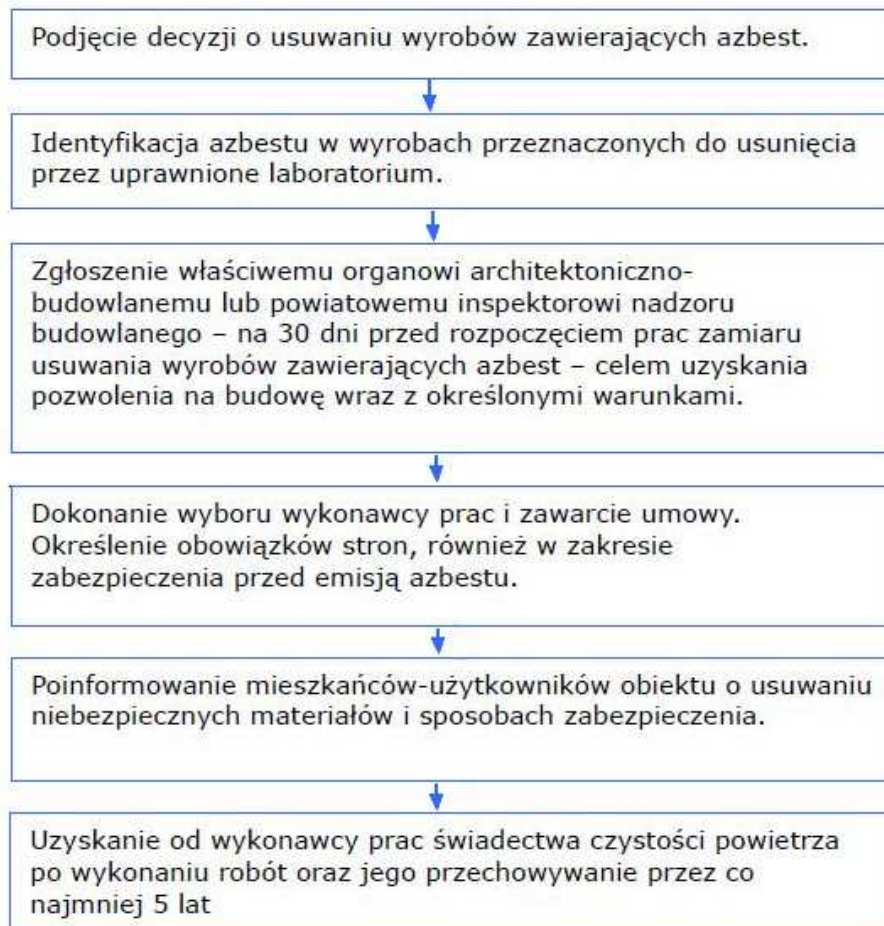 Podjęcie decyzji o usuwaniu wyrobów zawierających azbest.
Identyfikacja azbestu w wyrobach przeznaczonych do usunięcia
przez uprawnione laboratorium.
Zgłoszenie właściwemu organowi architektoniczno-
budowlanemu lub powiatowemu inspektorowi nadzoru
budowlanego – na 30 dni przed rozpoczęciem prac zamiaru
usuwania wyrobów zawierających azbest – celem uzyskania
pozwolenia na budowę wraz z określonymi warunkami.
Dokonanie wyboru wykonawcy prac i zawarcie umowy.
Określenie obowiązków stron, również w zakresie
zabezpieczenia przed emisją azbestu.
Poinformowanie mieszkańców-użytkowników obiektu o usuwaniu
niebezpiecznych materiałów i sposobach zabezpieczenia.
Uzyskanie od wykonawcy prac świadectwa czystości powietrza
po wykonaniu robót oraz jego przechowywanie przez co
najmniej 5 lat